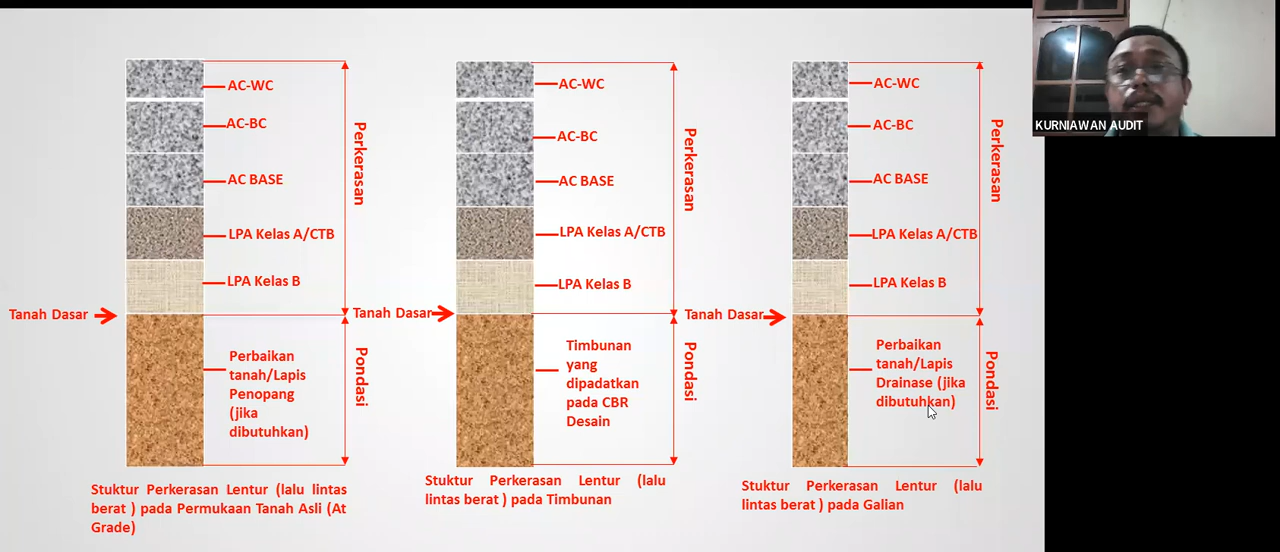 KURNIAWAN AUDIT
AC-WC
AC-BC
AC BASE
LPA Kelas A/CTB
LPA Kelas B
Perkerasan
Tanah Dasar
Perbaikan
tanah/Lapis
Penopang
(jika
dibutuhkan)
Pondasi
Stuktur Perkerasan Lentur (lalu lintas
berat ) pada Permukaan Tanah Asli (At
Grade)
AC-WC
AC-BC
AC BASE
LPA Kelas A/CTB
LPA Kelas B
Perkerasan
Tanah Dasar
Timbunan
yang
dipadatkan
pada CBR
Desain
Pondasi
Stuktur Perkerasan Lentur (lalu
lintas berat ) pada Timbunan
AC-WC
AC-BC
AC BASE
LPA Kelas A/CTB
LPA Kelas B
Perkerasan
Tanah Dasar
Perbaikan
tanah/Lapis
Drainase (jika
dibutuhkan)
Pondasi
Stuktur Perkerasan Lentur (lalu
lintas berat ) pada Galian